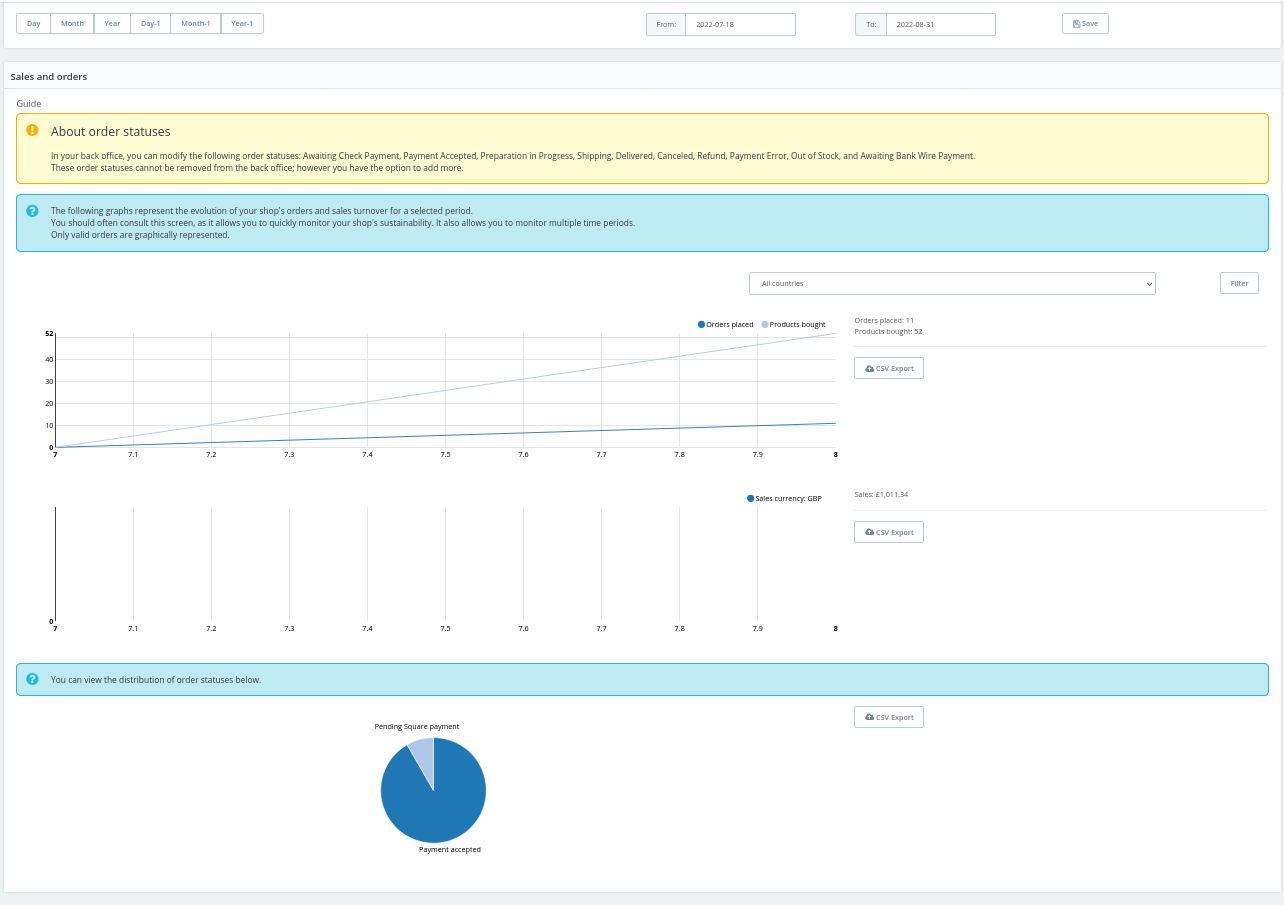 Day Month Year Day-1 Month-1 Year-1 From: 2022-07-18 To: 2022-08-31 Save
Sales and orders
Guide
About order statuses
In your back office, you can modify the following order statuses: Awaiting Check Payment, Payment Accepted, Preparation in Progress, Shipping, Delivered, Canceled, Refund, Payment Error, Out of Stock, and Awaiting Bank Wire Payment.
These order statuses cannot be removed from the back office; however you have the option to add more.
The following graphs represent the evolution of your shop's orders and sales turnover for a selected period.
You should often consult this screen, as it allows you to quickly monitor your shop's sustainability. It also allows you to monitor multiple time periods.
Only valid orders are graphically represented.
All countries Filter
Orders placed Products bought
52
40
30
20
10
0
7 7.1 7.2 7.3 7.4 7.5 7.6 7.7 7.8 7.9 8
Orders placed: 11
Products bought: 52
CSV Export
Sales currency: GBP
0
7 7.1 7.2 7.3 7.4 7.5 7.6 7.7 7.8 7.9 8
Sales: £1,011.34
CSV Export
You can view the distribution of order statuses below.
Pending Square payment
Payment accepted
CSV Export